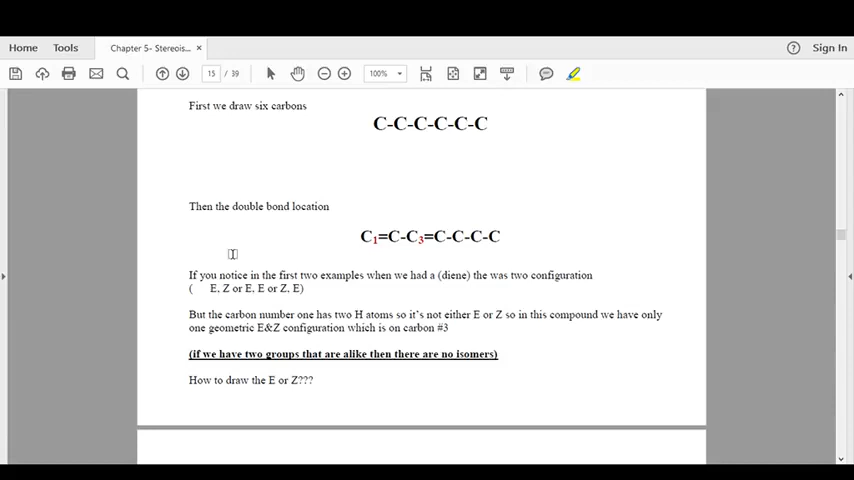 Home Tools Chapter 5- Stereois... × Sign In
15 / 39 100%
First we draw six carbons
C-C-C-C-C-C
Then the double bond location
C1=C-C3=C-C-C-C
If you notice in the first two examples when we had a (diene) the was two configuration
( E, Z or E, E or Z, E)
But the carbon number one has two H atoms so it's not either E or Z so in this compound we have only
one geometric E&Z configuration which is on carbon #3
(if we have two groups that are alike then there are no isomers)
How to draw the E or Z???